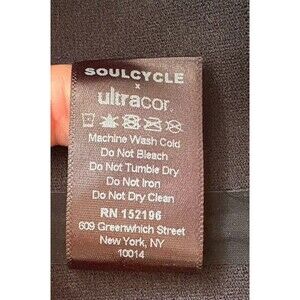 SOULCYCLE
x
ultracor.
Machine Wash Cold
Do Not Bleach
Do Not Tumble Dry
Do Not Iron
Do Not Dry Clean
RN 152196
609 Greenwhich Street
New York, NY
10014